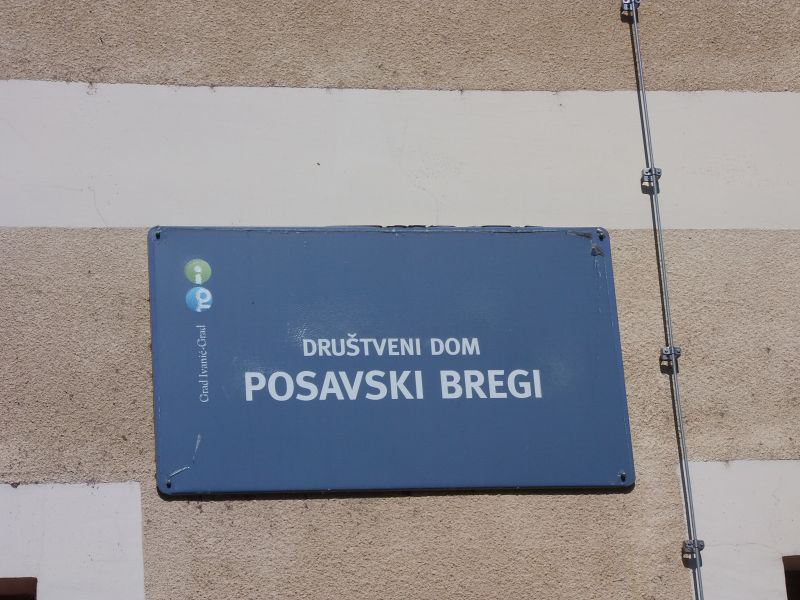 Grad Ivanić-Grad
DRUŠTVENI DOM
POSAVSKI BREGI